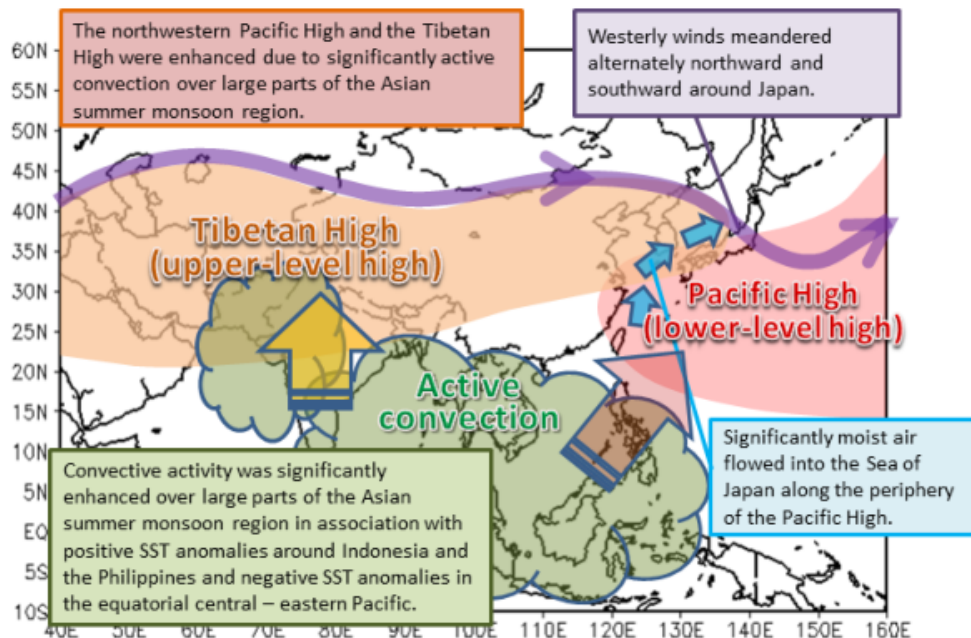 The northwestern Pacific High and the Tibetan
High were enhanced due to significantly active
convection over large parts of the Asian
summer monsoon region.
Westerly winds meandered
alternately northward and
southward around Japan.
60N
55N
50N
45N
40N
35N
30N
25N
20N
15N
10N
5N
EQ
5S
10S
Tibetan High
(upper-level high)
Pacific High
(lower-level high)
Active
convection
Convective activity was significantly
enhanced over large parts of the Asian
summer monsoon region in association with
positive SST anomalies around Indonesia and
the Philippines and negative SST anomalies in
the equatorial central – eastern Pacific.
Significantly moist air
flowed into the Sea of
Japan along the periphery
of the Pacific High.
40E 50E 60E 70E 80E 90E 100E 110E 120E 130E 140E 150E 160E